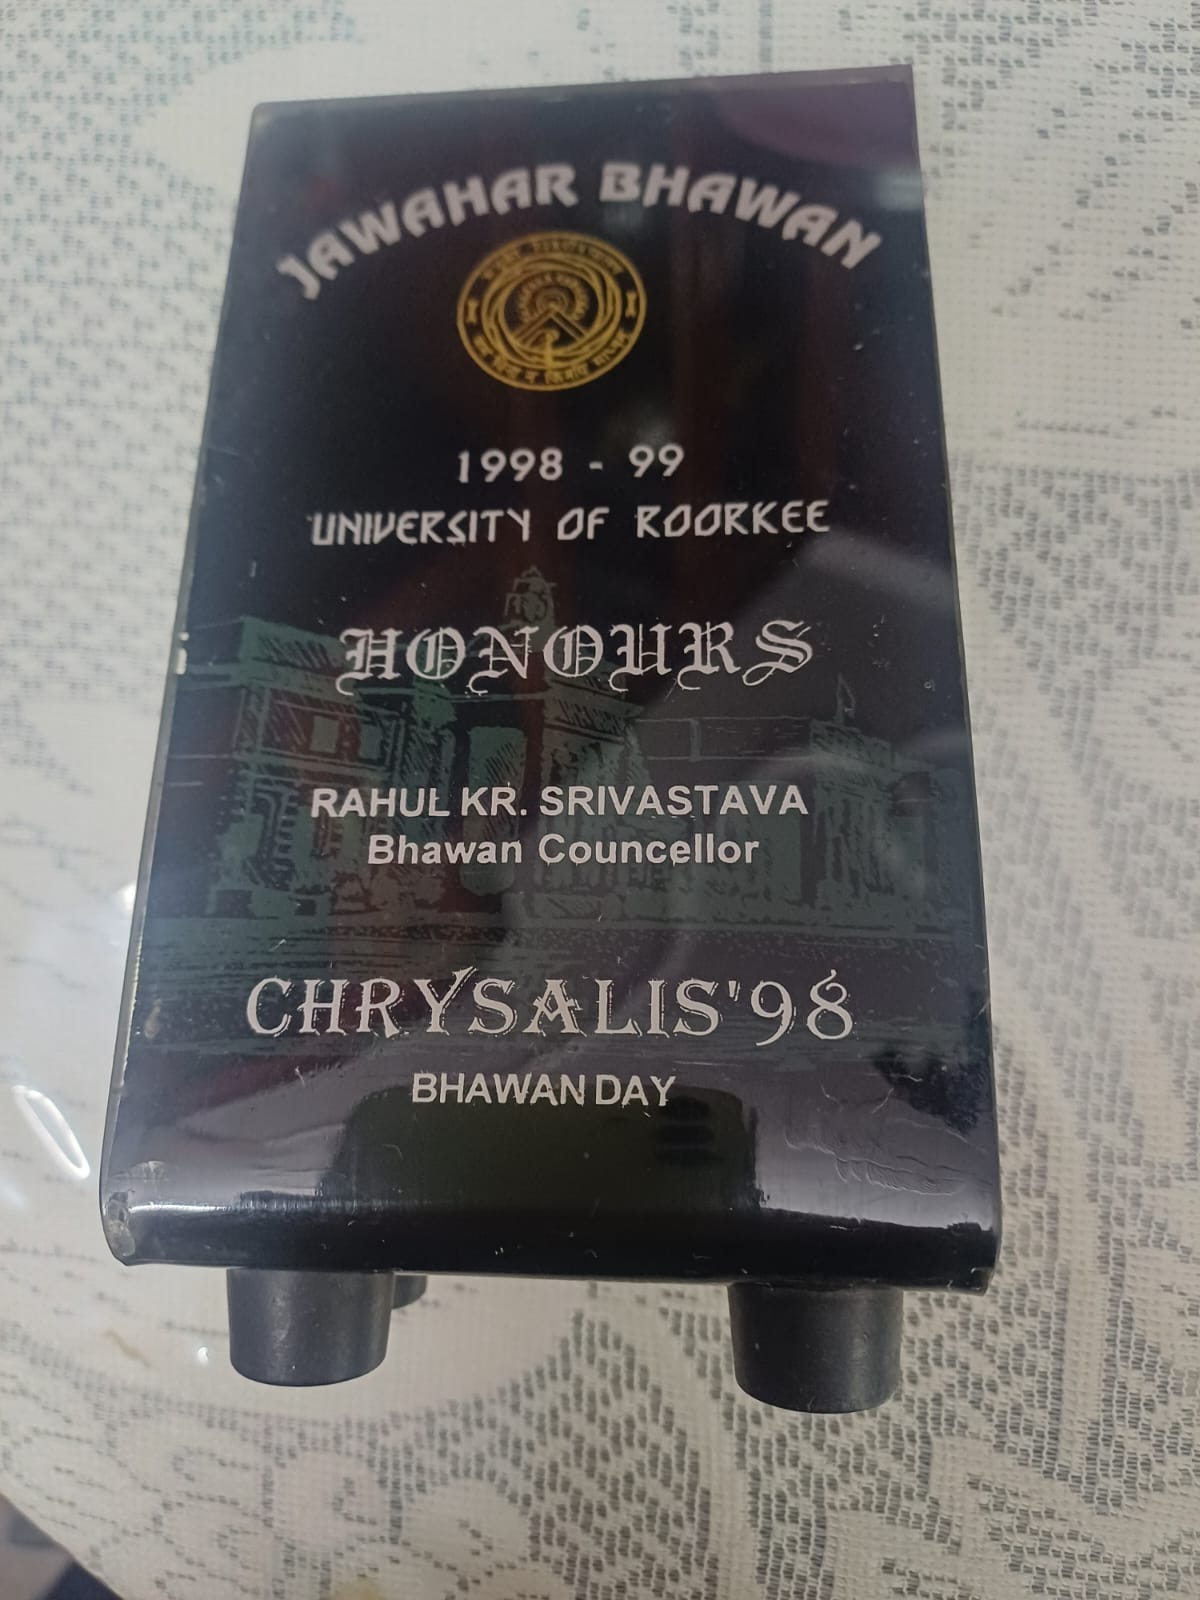 JAWAHAR BHAWAN
1998 - 99
UNIVERSITY OF ROORKEE
HONOURS
RAHUL KR. SRIVASTAVA
Bhawan Councellor
CHRYSALIS'98
BHAWAN DAY